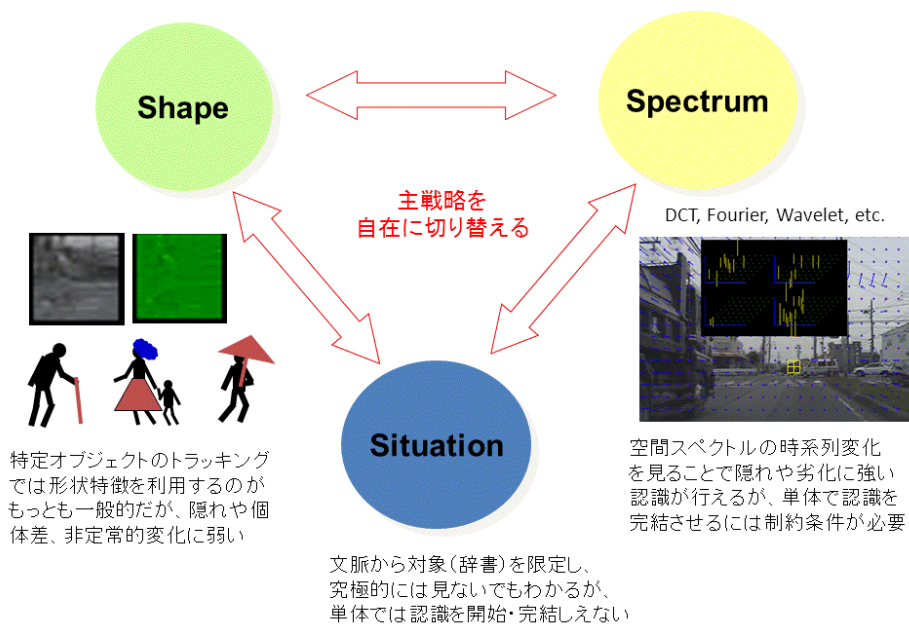 Shape
Spectrum
主戦略を
自在に切り替える
DCT, Fourier, Wavelet, etc.
Situation
特定オブジェクトのトラッキング
では形状特徴を利用するのが
もっとも一般的だが、隠れや個
体差、非定常的変化に弱い
空間スペクトルの時系列変化
を見ることで隠れや劣化に強い
認識が行えるが、単体で認識を
完結させるには制約条件が必要
文脈から対象(辞書)を限定し、
究極的には見ないでもわかるが、
単体では認識を開始・完結しえない